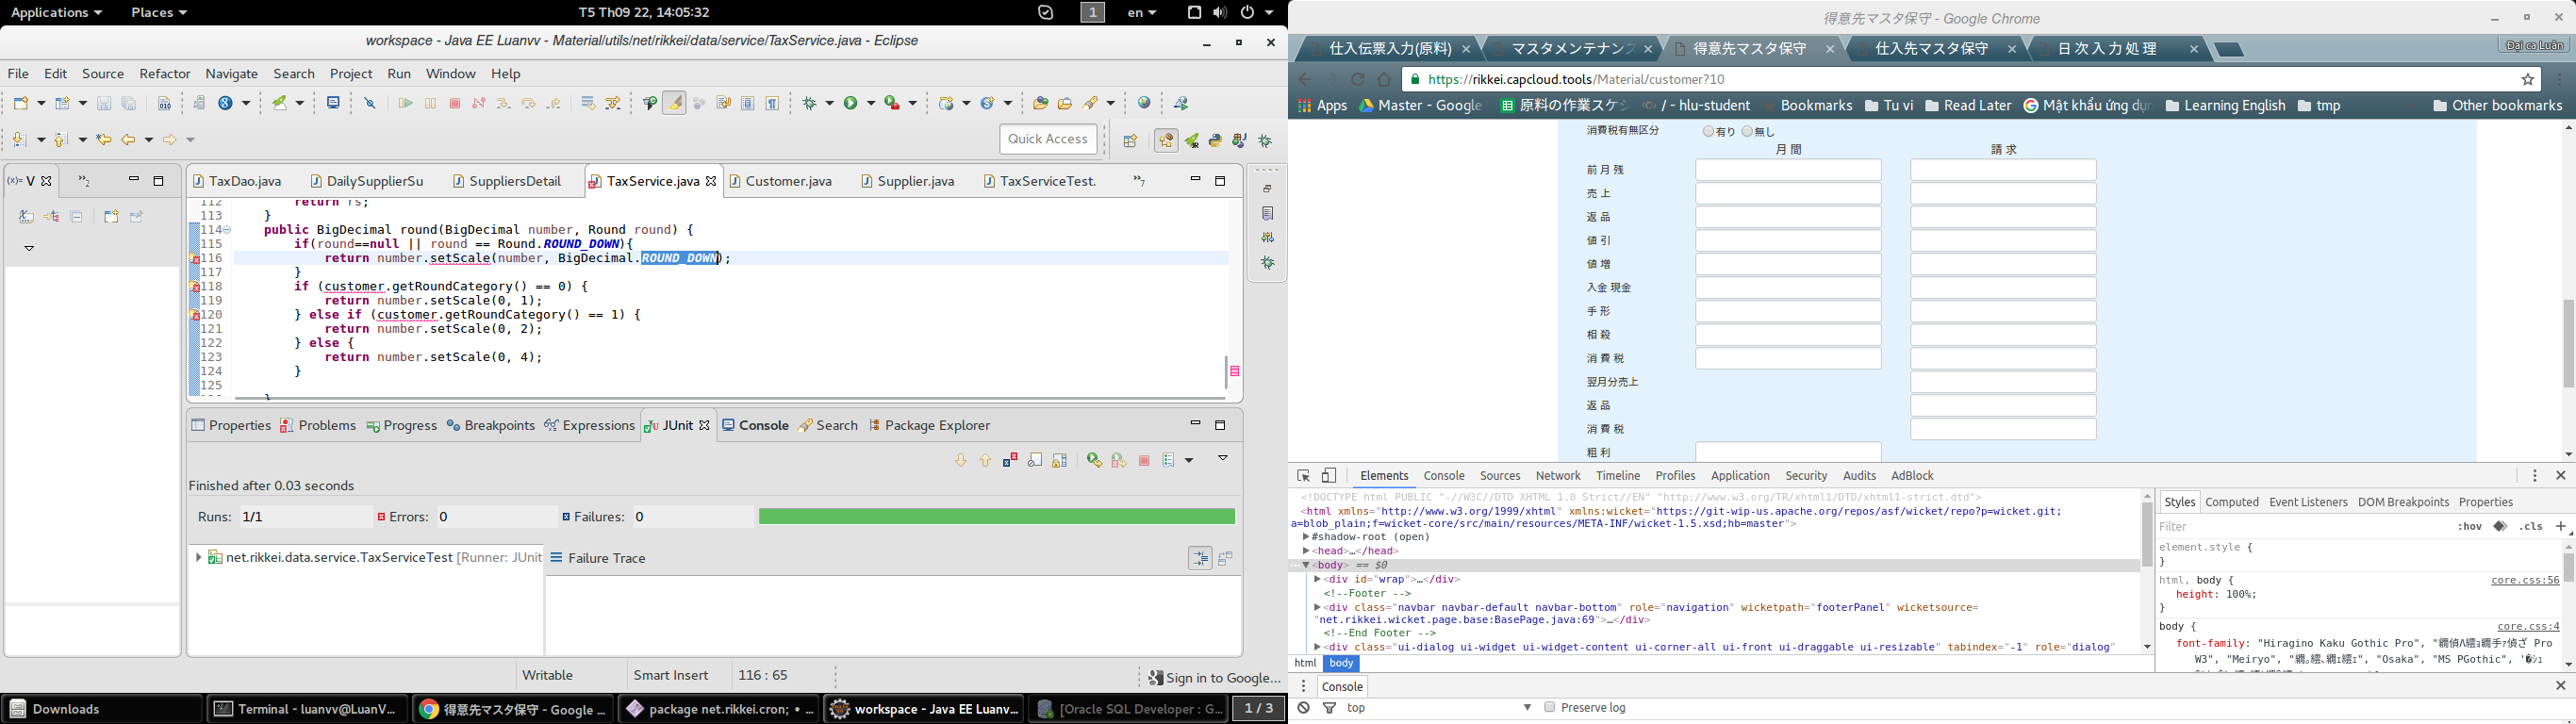 Applications Places T5 Th09 22, 14:05:32 1 en
workspace - Java EE Luanvv - Material/utils/net/rikkei/data/service/TaxService.java - Eclipse
File Edit Source Refactor Navigate Search Project Run Window Help
Quick Access
(x)= V
TaxDao.java DailySupplierSu SuppliersDetail TaxService.java Customer.java Supplier.java TaxServiceTest.
112 return rs;
113 }
114 public BigDecimal round(BigDecimal number, Round round) {
115 if(round==null || round == Round.ROUND_DOWN){
116 return number.setScale(number, BigDecimal.ROUND_DOWN);
117 }
118 if (customer.getRoundCategory() == 0) {
119 return number.setScale(0, 1);
120 } else if (customer.getRoundCategory() == 1) {
121 return number.setScale(0, 2);
122 } else {
123 return number.setScale(0, 4);
124 }
125
Properties Problems Progress Breakpoints Expressions JUnit Console Search Package Explorer
Finished after 0.03 seconds
Runs: 1/1 Errors: 0 Failures: 0
net.rikkei.data.service.TaxServiceTest [Runner: JUnit
Failure Trace
Writable Smart Insert 116 : 65 Sign in to Google...
Downloads Terminal - luanvv@LuanV... 得意先マスタ保守 - Google ... package net.rikkei.cron; • ... workspace - Java EE Luanv... [Oracle SQL Developer : G... 1 / 3
得意先マスタ保守 - Google Chrome
仕入伝票入力(原料) マスタメンテナンス 得意先マスタ保守 仕入先マスタ保守 日 次 入 力 処 理 Đại ca Luân
https://rikkei.capcloud.tools/Material/customer?10
Apps Master - Google 原料の作業スケジ / - hlu-student Bookmarks Tu vi Read Later Mật khẩu ứng dụn Learning English tmp Other bookmarks
消費税有無区分 有り 無し
月 間 請 求
前 月 残
売 上
返 品
値 引
値 増
入金 現金
手 形
相 殺
消 費 税
翌月分売上
返 品
消 費 税
粗 利
Elements Console Sources Network Timeline Profiles Application Security Audits AdBlock
<!DOCTYPE html PUBLIC "-//W3C//DTD XHTML 1.0 Strict//EN" "http://www.w3.org/TR/xhtml1/DTD/xhtml1-strict.dtd">
<html xmlns="http://www.w3.org/1999/xhtml" xmlns:wicket="https://git-wip-us.apache.org/repos/asf/wicket/repo?p=wicket.git;
a=blob_plain;f=wicket-core/src/main/resources/META-INF/wicket-1.5.xsd;hb=master">
#shadow-root (open)
<head>…</head>
<body> == $0
<div id="wrap">…</div>
<!--Footer -->
<div class="navbar navbar-default navbar-bottom" role="navigation" wicketpath="footerPanel" wicketsource=
"net.rikkei.wicket.page.base:BasePage.java:69">…</div>
<!--End Footer -->
<div class="ui-dialog ui-widget ui-widget-content ui-corner-all ui-front ui-draggable ui-resizable" tabindex="-1" role="dialog"
html body
Styles Computed Event Listeners DOM Breakpoints Properties
Filter :hov .cls +
element.style {
}
html, body { core.css:56
height: 100%;
}
body { core.css:4
font-family: "Hiragino Kaku Gothic Pro", Pro
W3", "Meiryo", "Osaka", "MS PGothic",
Console
top Preserve log